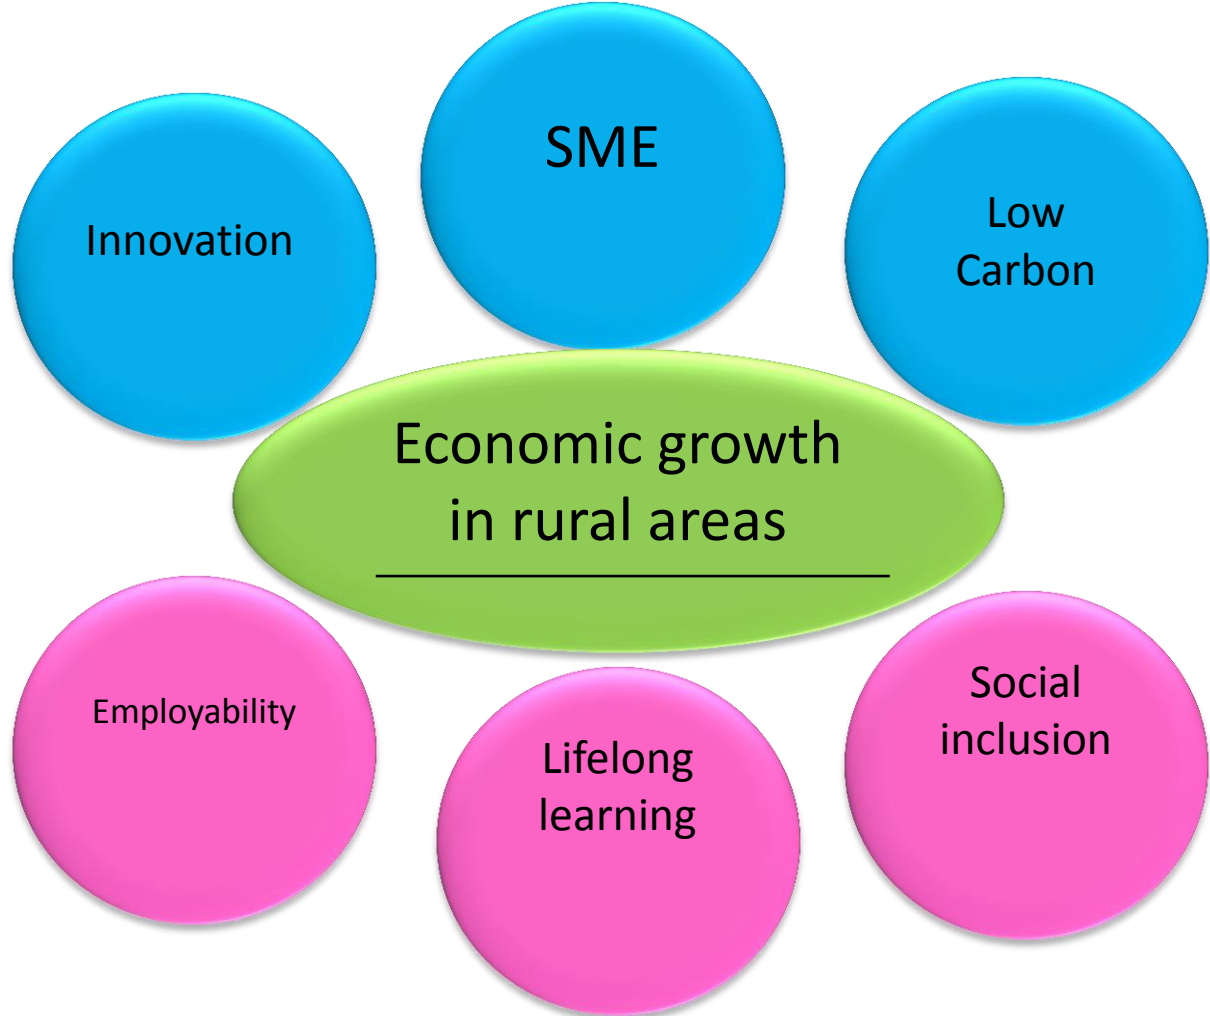 SME
Innovation
Low
Carbon
Economic growth
in rural areas
Employability
Social
inclusion
Lifelong
learning